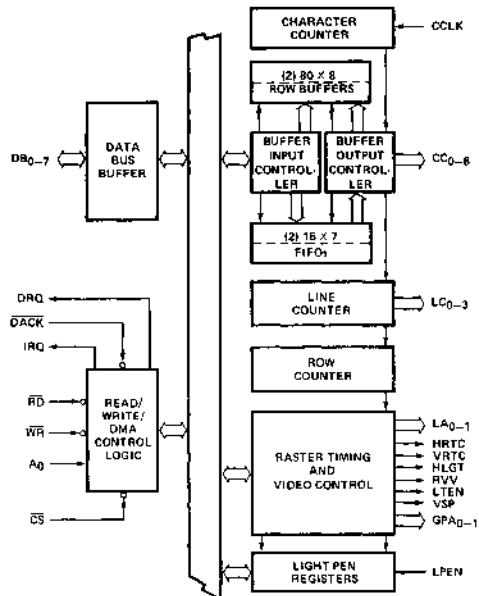 CHARACTER
COUNTER
CCLK
(2) 80 X 8
ROW BUFFERS
DATA
BUS
BUFFER
DB0–7
BUFFER
INPUT
CONTROL-
LER
BUFFER
OUTPUT
CONTROL-
LER
CC0–6
(2) 16 X 7
FIFOs
LINE
COUNTER
LC0–3
ROW
COUNTER
DRQ
DACK
IRQ
RD
WR
A0
CS
READ/
WRITE/
DMA
CONTROL
LOGIC
RASTER TIMING
AND
VIDEO CONTROL
LA0–1
HRTC
VRTC
HLGT
RVV
LTEN
VSP
GPA0–1
LIGHT PEN
REGISTERS
LPEN